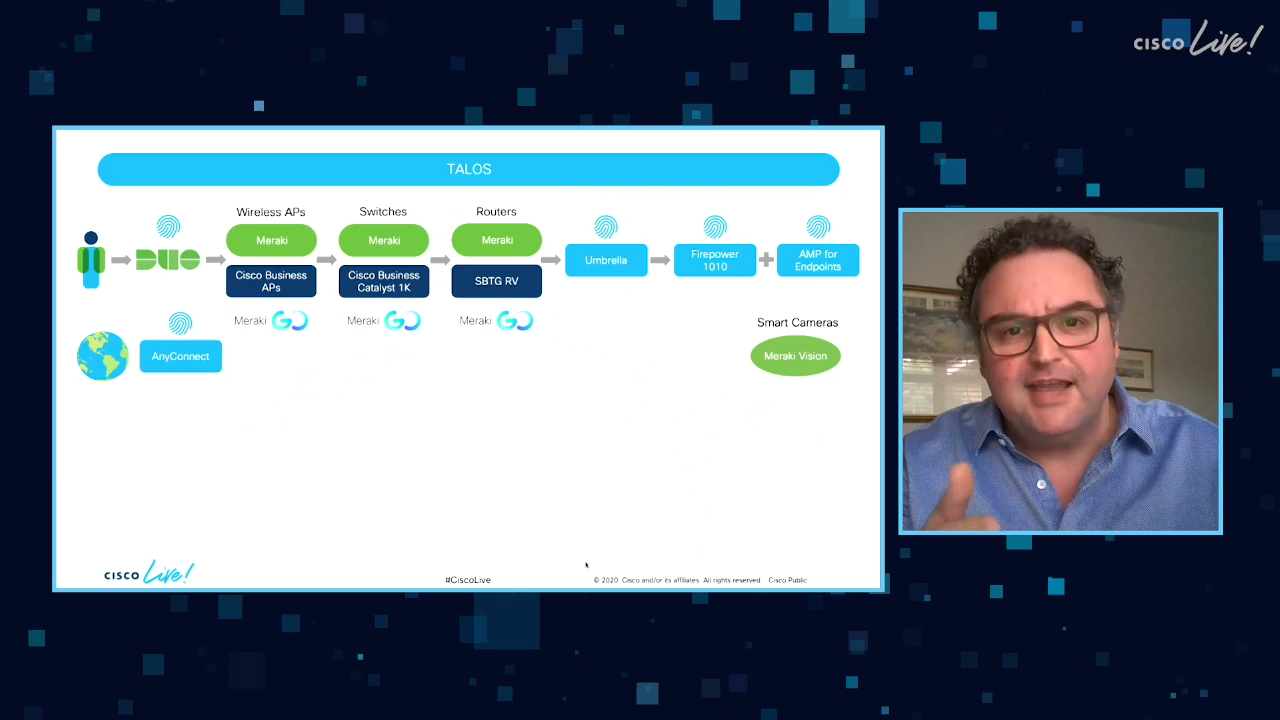 CISCO Live!
TALOS
Wireless APs
Switches
Routers
Meraki
Meraki
Meraki
DUO
Cisco Business
APs
Cisco Business
Catalyst 1K
SBTG RV
Umbrella
Firepower
1010
AMP for
Endpoints
Meraki GO
Meraki GO
Meraki GO
AnyConnect
Smart Cameras
Meraki Vision
CISCO Live!
#CiscoLive
© 2020 Cisco and/or its affiliates All rights reserved Cisco Public